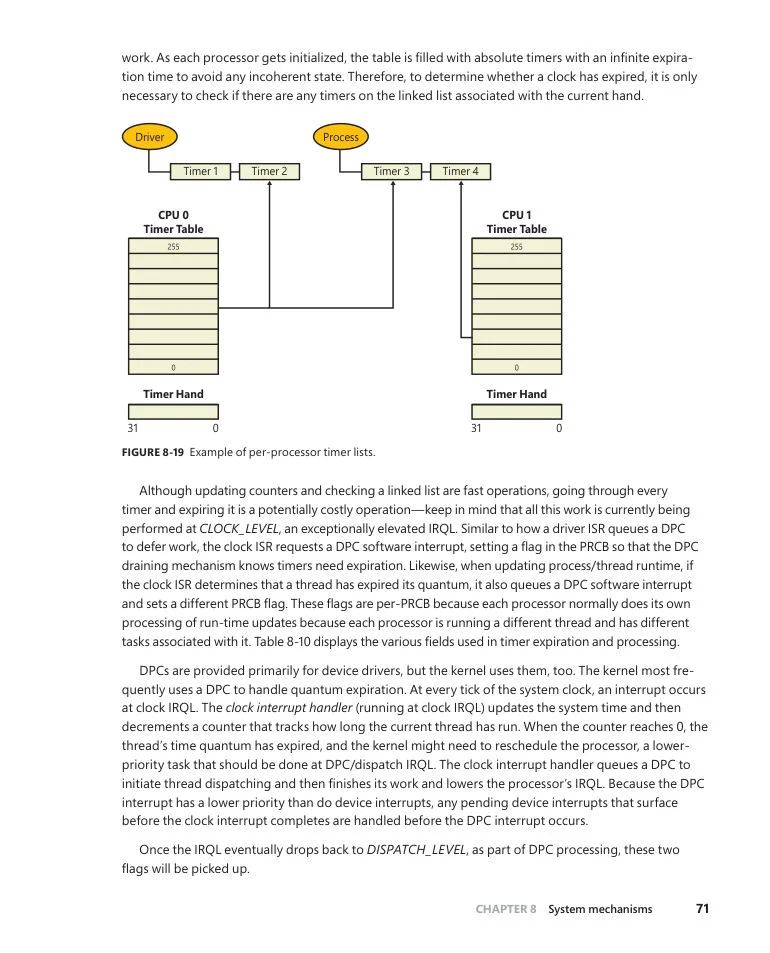 work. As each processor gets initialized, the table is filled with absolute timers with an infinite expira-
tion time to avoid any incoherent state. Therefore, to determine whether a clock has expired, it is only
necessary to check if there are any timers on the linked list associated with the current hand.
Driver
Process
Timer 1
Timer 2
Timer 3
Timer 4
CPU 0
Timer Table
CPU 1
Timer Table
255
255
0
0
Timer Hand
Timer Hand
31
0
31
0
FIGURE 8-19 Example of per-processor timer lists.
Although updating counters and checking a linked list are fast operations, going through every
timer and expiring it is a potentially costly operation—keep in mind that all this work is currently being
performed at CLOCK_LEVEL, an exceptionally elevated IRQL. Similar to how a driver ISR queues a DPC
to defer work, the clock ISR requests a DPC software interrupt, setting a flag in the PRCB so that the DPC
draining mechanism knows timers need expiration. Likewise, when updating process/thread runtime, if
the clock ISR determines that a thread has expired its quantum, it also queues a DPC software interrupt
and sets a different PRCB flag. These flags are per-PRCB because each processor normally does its own
processing of run-time updates because each processor is running a different thread and has different
tasks associated with it. Table 8-10 displays the various fields used in timer expiration and processing.
DPCs are provided primarily for device drivers, but the kernel uses them, too. The kernel most fre-
quently uses a DPC to handle quantum expiration. At every tick of the system clock, an interrupt occurs
at clock IRQL. The clock interrupt handler (running at clock IRQL) updates the system time and then
decrements a counter that tracks how long the current thread has run. When the counter reaches 0, the
thread's time quantum has expired, and the kernel might need to reschedule the processor, a lower-
priority task that should be done at DPC/dispatch IRQL. The clock interrupt handler queues a DPC to
initiate thread dispatching and then finishes its work and lowers the processor's IRQL. Because the DPC
interrupt has a lower priority than do device interrupts, any pending device interrupts that surface
before the clock interrupt completes are handled before the DPC interrupt occurs.
Once the IRQL eventually drops back to DISPATCH_LEVEL, as part of DPC processing, these two
flags will be picked up.
CHAPTER 8 System mechanisms 71